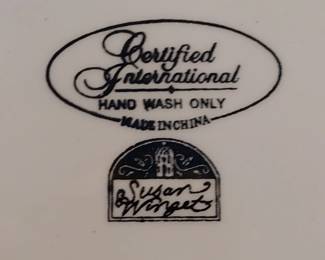 Certified
International
HAND WASH ONLY
MADE IN CHINA
Susan
Winget